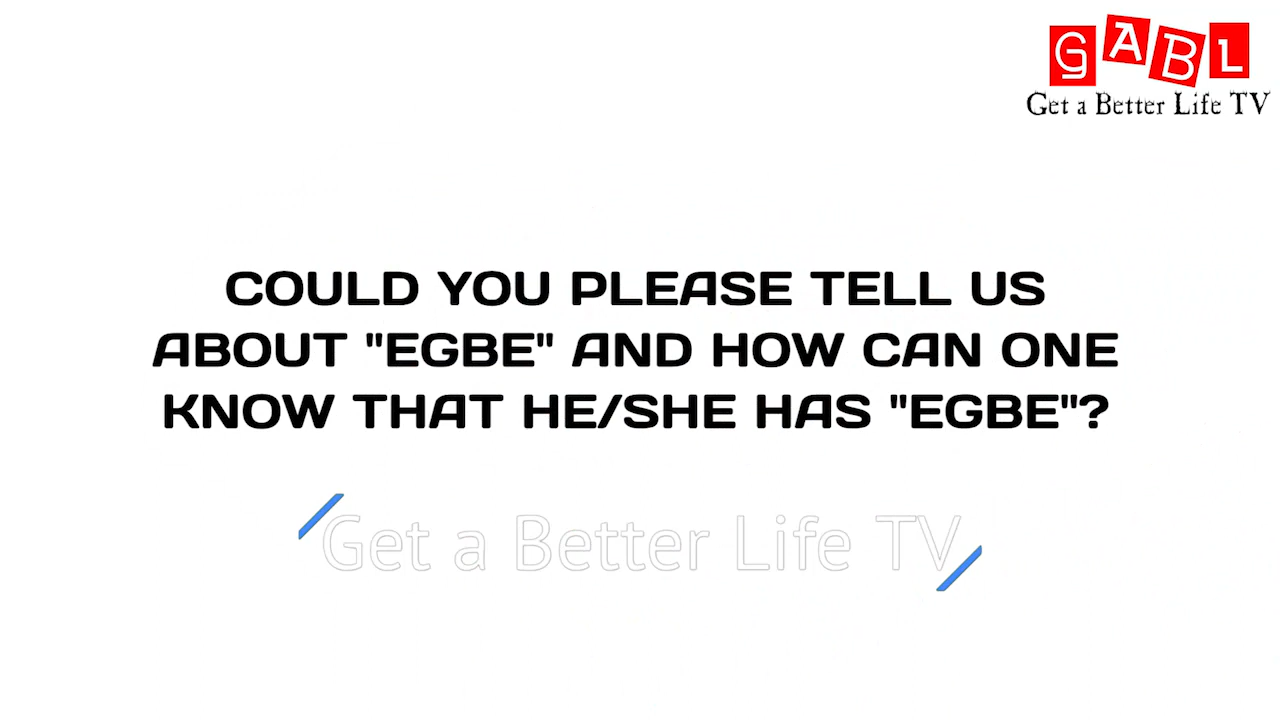 GABL
Get a Better Life TV
COULD YOU PLEASE TELL US
ABOUT "EGBE" AND HOW CAN ONE
KNOW THAT HE/SHE HAS "EGBE"?
Get a Better Life TV